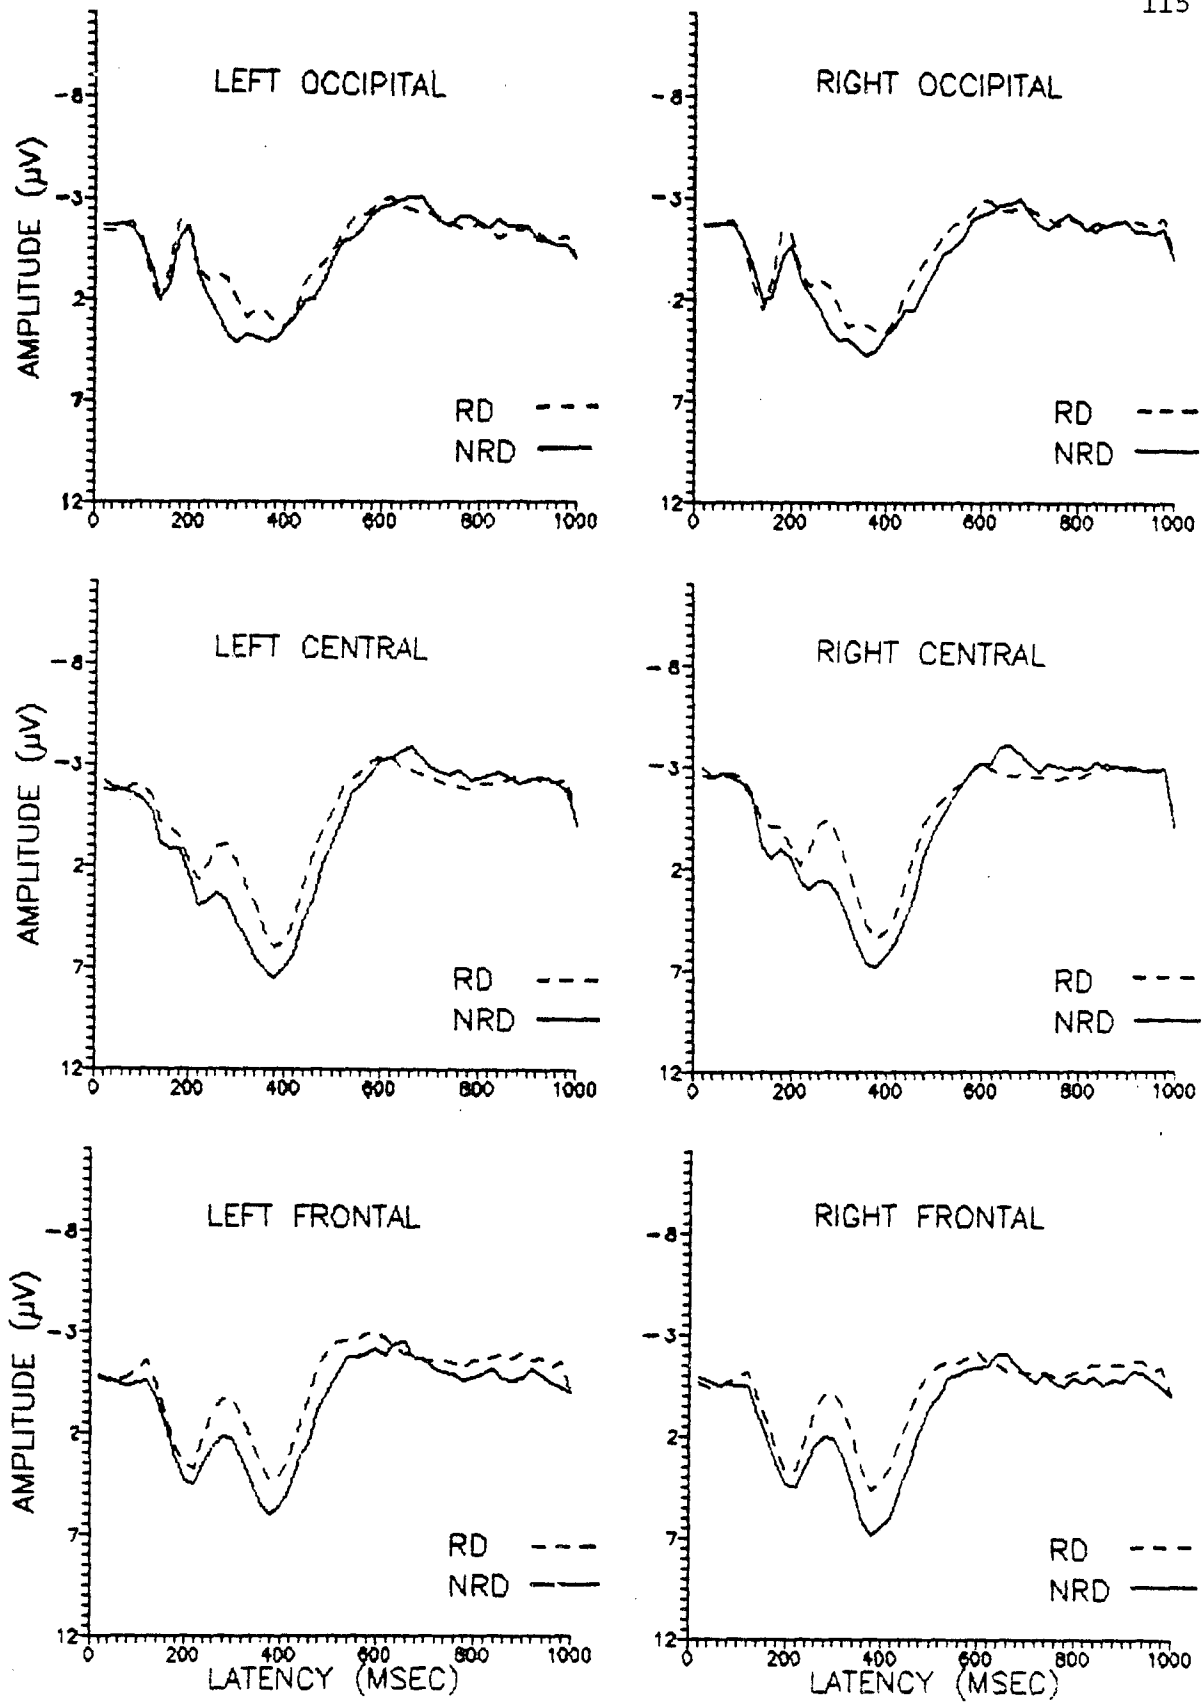 115
LEFT OCCIPITAL
RIGHT OCCIPITAL
AMPLITUDE (µV)
-8
-3
2
7
12
RD
NRD
0 200 400 600 800 1000
-8
-3
2
7
12
RD
NRD
0 200 400 600 800 1000
LEFT CENTRAL
RIGHT CENTRAL
AMPLITUDE (µV)
-8
-3
2
7
12
RD
NRD
0 200 400 600 800 1000
-8
-3
2
7
12
RD
NRD
0 200 400 600 800 1000
LEFT FRONTAL
RIGHT FRONTAL
AMPLITUDE (µV)
-8
-3
2
7
12
RD
NRD
0 200 400 600 800 1000
LATENCY (MSEC)
-8
-3
2
7
12
RD
NRD
0 200 400 600 800 1000
LATENCY (MSEC)